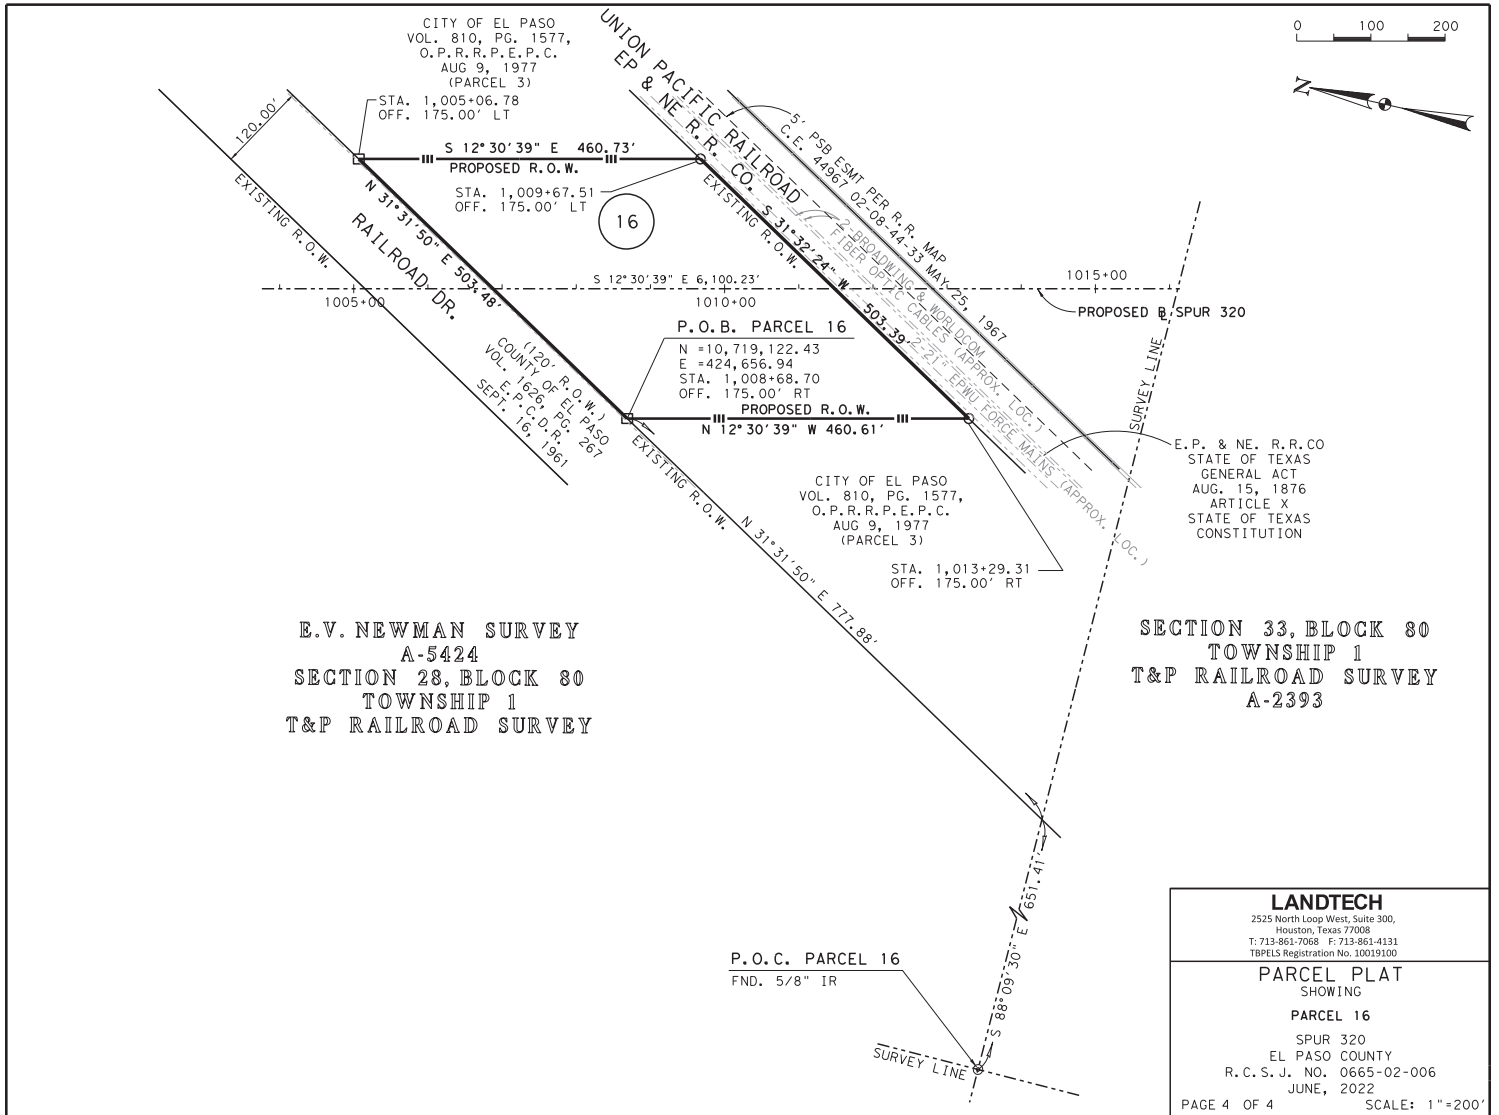 CITY OF EL PASO
VOL. 810, PG. 1577,
O.P.R.R.P.E.P.C.
AUG 9, 1977
(PARCEL 3)
STA. 1,005+06.78
OFF. 175.00' LT
120.00'
S 12°30'39" E 460.73'
PROPOSED R.O.W.
STA. 1,009+67.51
OFF. 175.00' LT
16
UNION PACIFIC RAILROAD
EP & NE R.R. CO.
5' PSB ESMT PER R.R. MAP
C.E. 44967 02-08-44-33 MAY 25, 1967
0 100 200
N
EXISTING R.O.W.
N 31°31'50" E 503.48'
RAILROAD DR.
EXISTING R.O.W.
S 31°32'24" W 503.39'
2-BROADWING & WORLDCOM
FIBER OPTIC CABLES (APPROX. LOC.)
2-21" EPWU FORCE MAINS (APPROX. LOC.)
S 12°30'39" E 6,100.23'
1005+00
1010+00
1015+00
PROPOSED BL SPUR 320
SURVEY LINE
P.O.B. PARCEL 16
N =10,719,122.43
E =424,656.94
STA. 1,008+68.70
OFF. 175.00' RT
PROPOSED R.O.W.
N 12°30'39" W 460.61'
(120' R.O.W.)
COUNTY OF EL PASO
VOL. 1626, PG. 267
E.P.C.D.R.
SEPT. 16, 1961
EXISTING R.O.W.
N 31°31'50" E 777.88'
CITY OF EL PASO
VOL. 810, PG. 1577,
O.P.R.R.P.E.P.C.
AUG 9, 1977
(PARCEL 3)
STA. 1,013+29.31
OFF. 175.00' RT
E.P. & NE. R.R.CO
STATE OF TEXAS
GENERAL ACT
AUG. 15, 1876
ARTICLE X
STATE OF TEXAS
CONSTITUTION
E.V. NEWMAN SURVEY
A-5424
SECTION 28, BLOCK 80
TOWNSHIP 1
T&P RAILROAD SURVEY
SECTION 33, BLOCK 80
TOWNSHIP 1
T&P RAILROAD SURVEY
A-2393
S 88°09'30" E 651.41'
P.O.C. PARCEL 16
FND. 5/8" IR
SURVEY LINE
LANDTECH
2525 North Loop West, Suite 300,
Houston, Texas 77008
T: 713-861-7068 F: 713-861-4131
TBPELS Registration No. 10019100
PARCEL PLAT
SHOWING
PARCEL 16
SPUR 320
EL PASO COUNTY
R.C.S.J. NO. 0665-02-006
JUNE, 2022
PAGE 4 OF 4 SCALE: 1"=200'